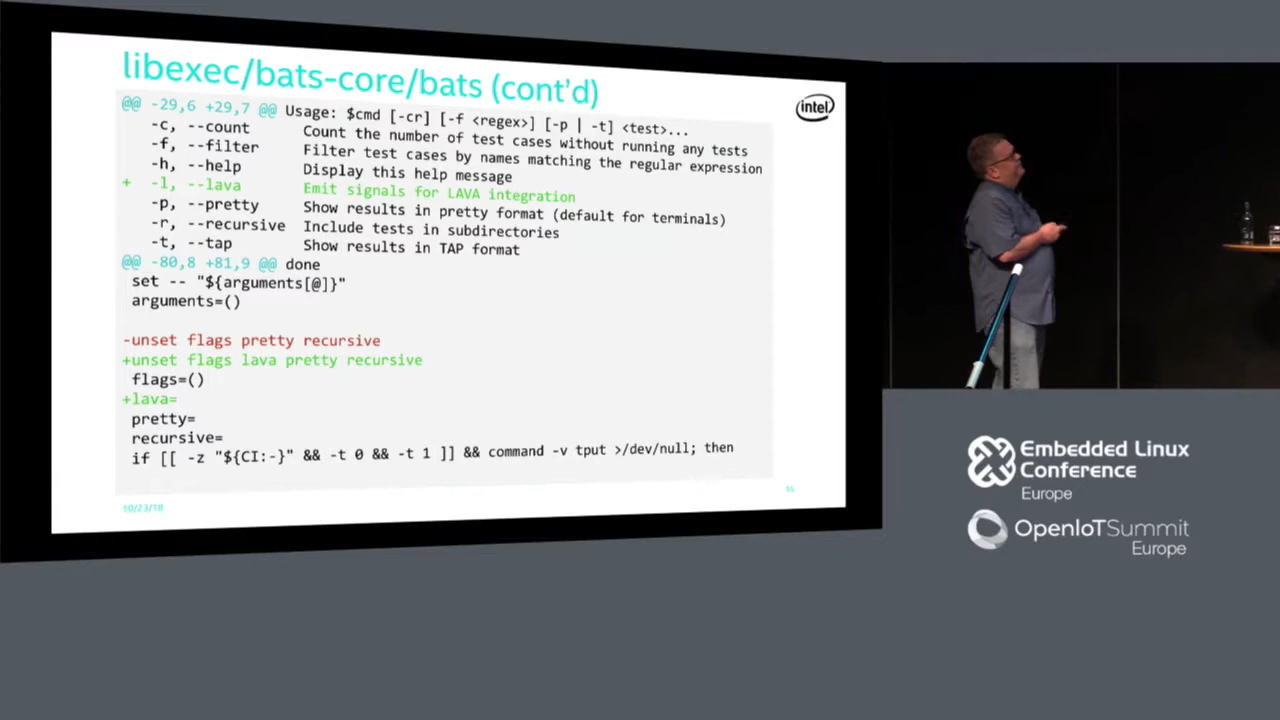 libexec/bats-core/bats (cont'd)
intel
@@ -29,6 +29,7 @@ Usage: $cmd [-cr] [-f <regex>] [-p | -t] <test>...
-c, --count Count the number of test cases without running any tests
-f, --filter Filter test cases by names matching the regular expression
-h, --help Display this help message
+ -l, --lava Emit signals for LAVA integration
-p, --pretty Show results in pretty format (default for terminals)
-r, --recursive Include tests in subdirectories
-t, --tap Show results in TAP format
@@ -80,8 +81,9 @@ done
set -- "${arguments[@]}"
arguments=()
-unset flags pretty recursive
+unset flags lava pretty recursive
flags=()
+lava=
pretty=
recursive=
if [[ -z "${CI:-}" && -t 0 && -t 1 ]] && command -v tput >/dev/null; then
10/23/18
Embedded Linux
Conference
Europe
OpenIoTSummit
Europe